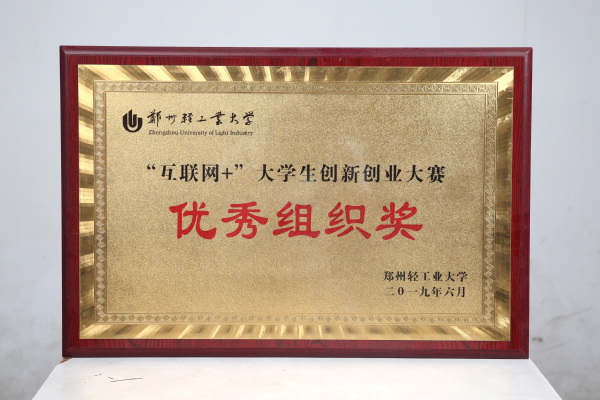 郑州轻工业大学
Zhengzhou University of Light Industry
“互联网+”大学生创新创业大赛
优秀组织奖
郑州轻工业大学
二〇一九年六月